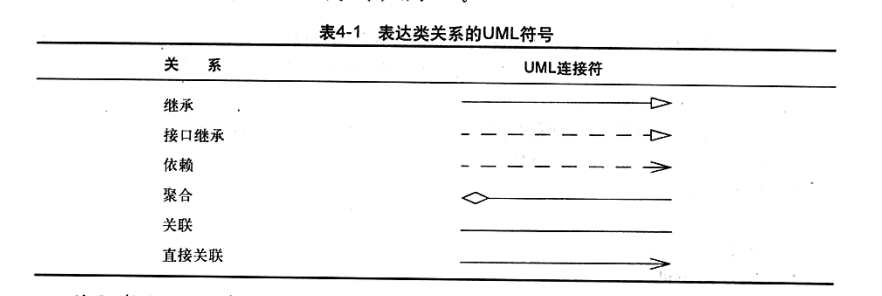 表4-1 表达类关系的UML符号
关 系 UML连接符
继承
接口继承
依赖
聚合
关联
直接关联